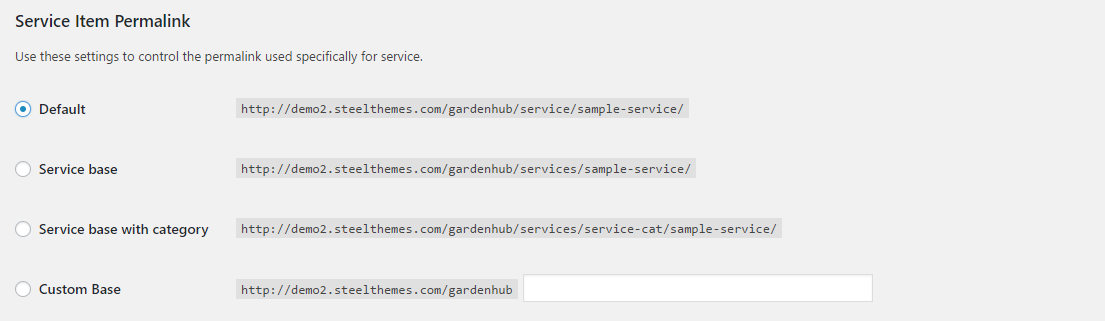 Service Item Permalink
Use these settings to control the permalink used specifically for service.
Default http://demo2.steelthemes.com/gardenhub/service/sample-service/
Service base http://demo2.steelthemes.com/gardenhub/services/sample-service/
Service base with category http://demo2.steelthemes.com/gardenhub/services/service-cat/sample-service/
Custom Base http://demo2.steelthemes.com/gardenhub